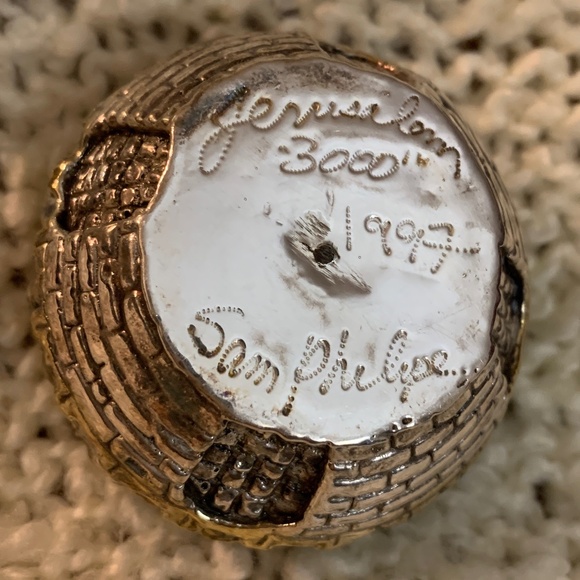 Jerusalem
"3000"
1997
Sam Philipe